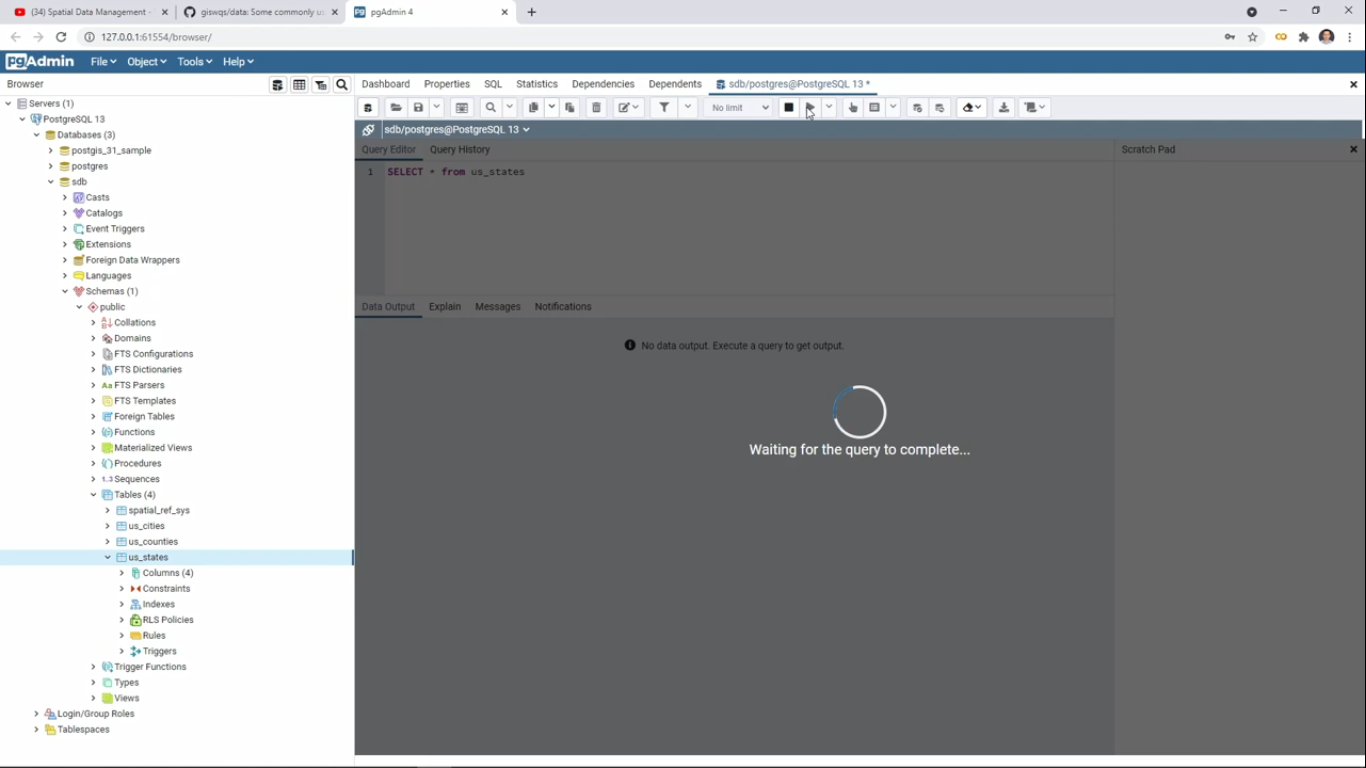 (34) Spatial Data Management -
giswqs/data: Some commonly u
pgAdmin 4
127.0.0.1:61554/browser/
pgAdmin File Object Tools Help
Browser
Dashboard Properties SQL Statistics Dependencies Dependents sdb/postgres@PostgreSQL 13 *
No limit
sdb/postgres@PostgreSQL 13
Query Editor Query History
Scratch Pad
1 SELECT * from us_states
Data Output Explain Messages Notifications
No data output. Execute a query to get output.
Waiting for the query to complete...
Servers (1)
PostgreSQL 13
Databases (3)
postgis_31_sample
postgres
sdb
Casts
Catalogs
Event Triggers
Extensions
Foreign Data Wrappers
Languages
Schemas (1)
public
Collations
Domains
FTS Configurations
FTS Dictionaries
Aa FTS Parsers
FTS Templates
Foreign Tables
Functions
Materialized Views
Procedures
1..3 Sequences
Tables (4)
spatial_ref_sys
us_cities
us_counties
us_states
Columns (4)
Constraints
Indexes
RLS Policies
Rules
Triggers
Trigger Functions
Types
Views
Login/Group Roles
Tablespaces